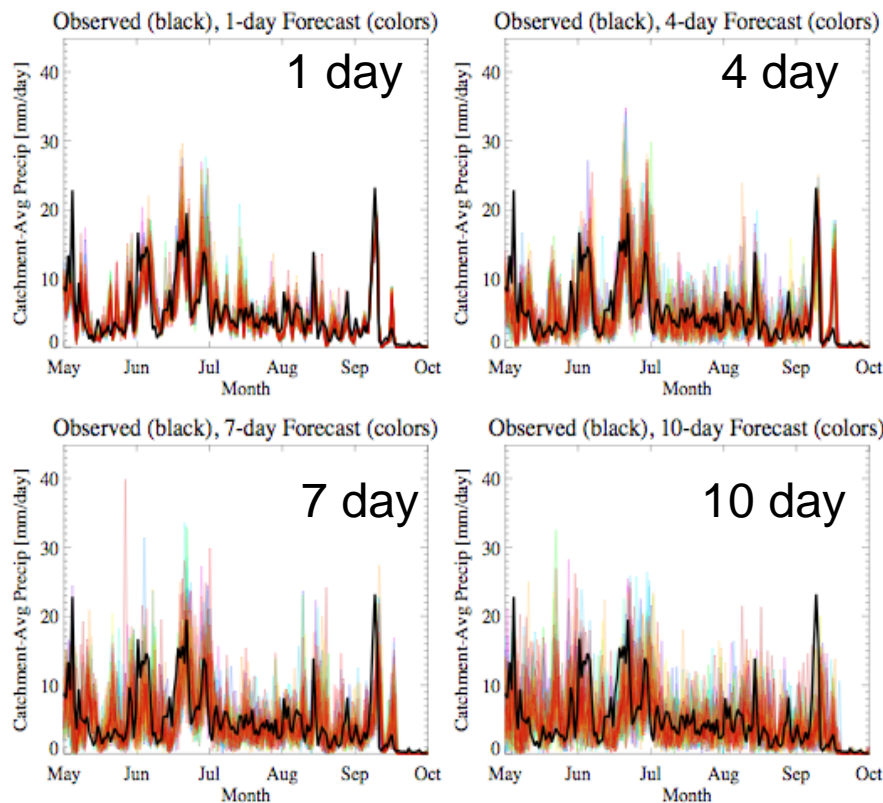 Observed (black), 1-day Forecast (colors)
1 day
Catchment-Avg Precip [mm/day]
40
30
20
10
0
May Jun Jul Aug Sep Oct
Month
Observed (black), 4-day Forecast (colors)
4 day
Catchment-Avg Precip [mm/day]
40
30
20
10
0
May Jun Jul Aug Sep Oct
Month
Observed (black), 7-day Forecast (colors)
7 day
Catchment-Avg Precip [mm/day]
40
30
20
10
0
May Jun Jul Aug Sep Oct
Month
Observed (black), 10-day Forecast (colors)
10 day
Catchment-Avg Precip [mm/day]
40
30
20
10
0
May Jun Jul Aug Sep Oct
Month